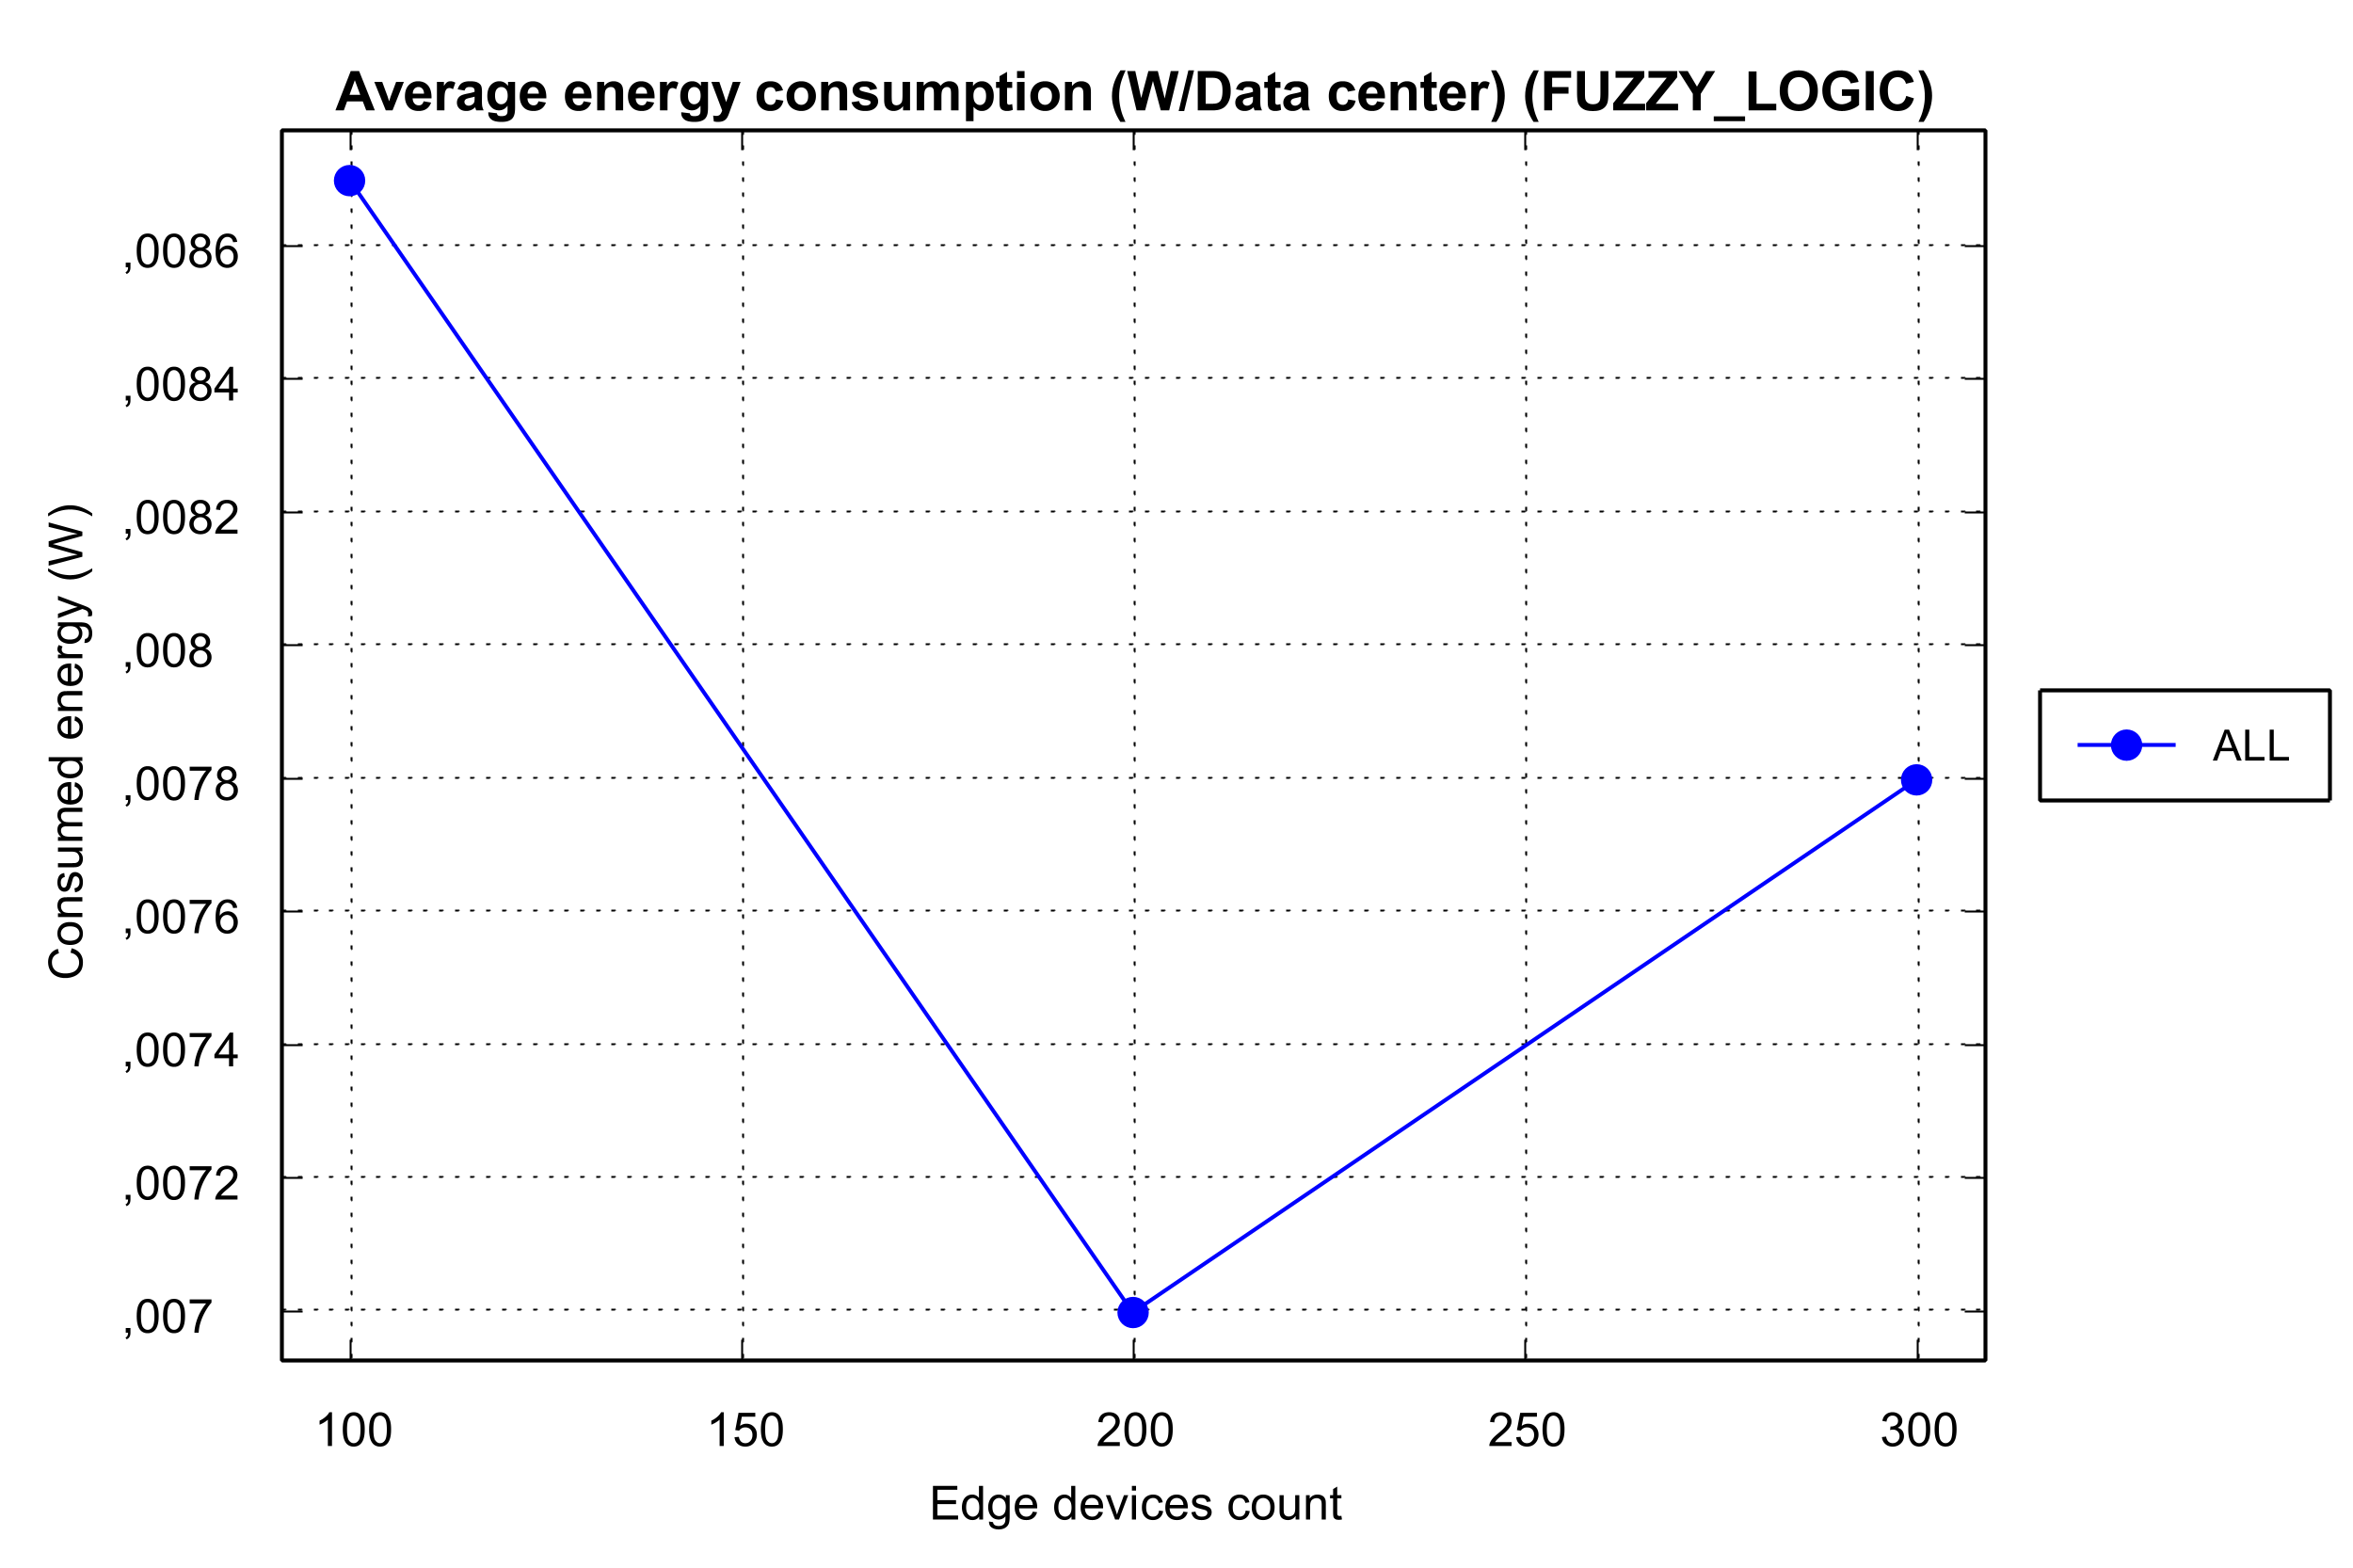 Average energy consumption (W/Data center) (FUZZY_LOGIC)
Consumed energy (W)
,0086
,0084
,0082
,008
,0078
,0076
,0074
,0072
,007
100 150 200 250 300
Edge devices count
ALL